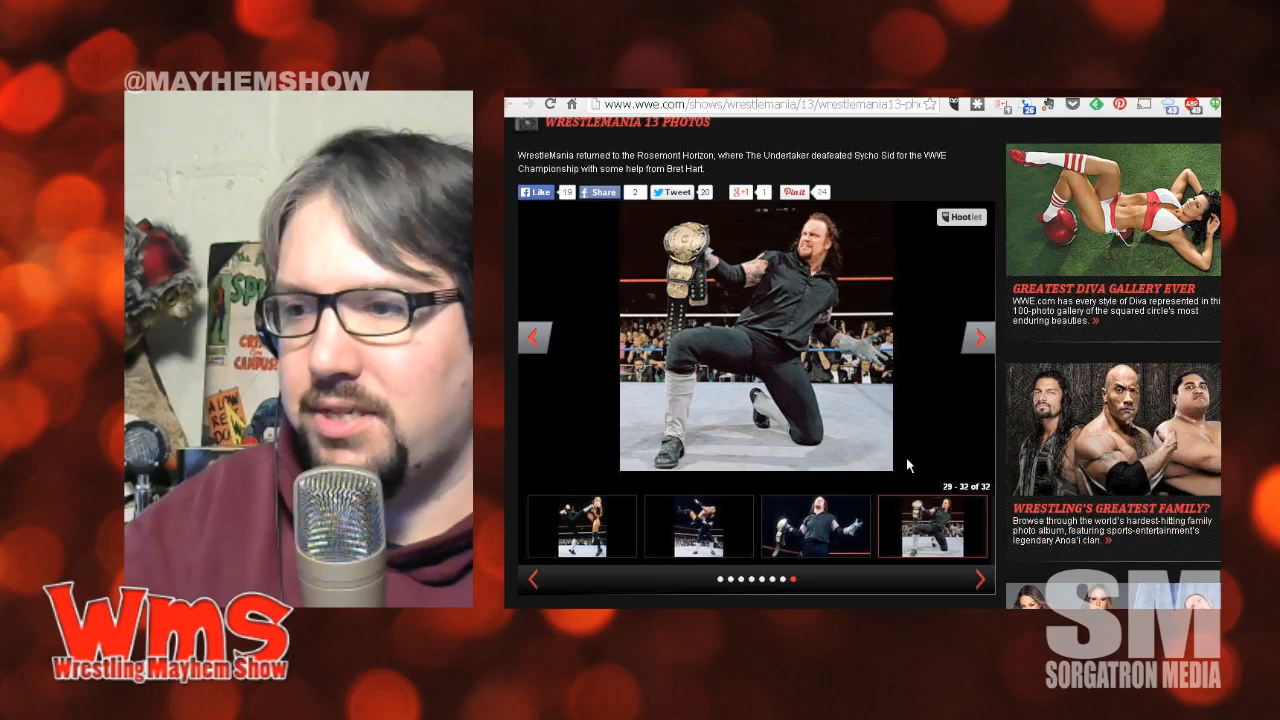 @MAYHEMSHOW
www.wwe.com/shows/wrestlemania/13/wrestlemania13-ph
WRESTLEMANIA 13 PHOTOS
WrestleMania returned to the Rosemont Horizon, where The Undertaker deafeated Sycho Sid for the WWE
Championship with some help from Bret Hart.
Like 19 Share 2 Tweet 20 +1 1 Pin it 24
Hootlet
GREATEST DIVA GALLERY EVER
WWE.com has every style of Diva represented in thi
100-photo gallery of the squared circle's most
enduring beauties. »
29 - 32 of 32
WRESTLING'S GREATEST FAMILY?
Browse through the world's hardest-hitting family
photo album, featuring sports-entertainment's
legendary Anoa'i clan. »
CRISIS
ON
CAMPUS!
A LOW
WMS
Wrestling Mayhem Show
SM
SORGATRON MEDIA